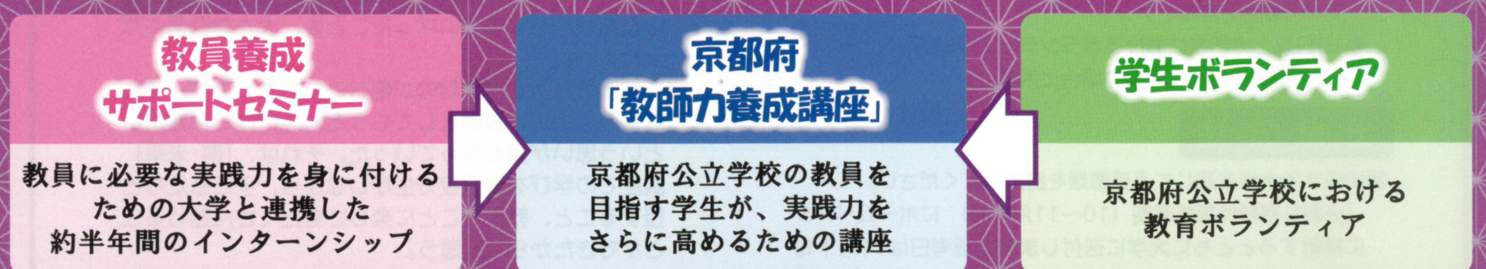 教員養成
サポートセミナー
教員に必要な実践力を身に付ける
ための大学と連携した
約半年間のインターンシップ
京都府
「教師力養成講座」
京都府公立学校の教員を
目指す学生が、実践力を
さらに高めるための講座
学生ボランティア
京都府公立学校における
教育ボランティア